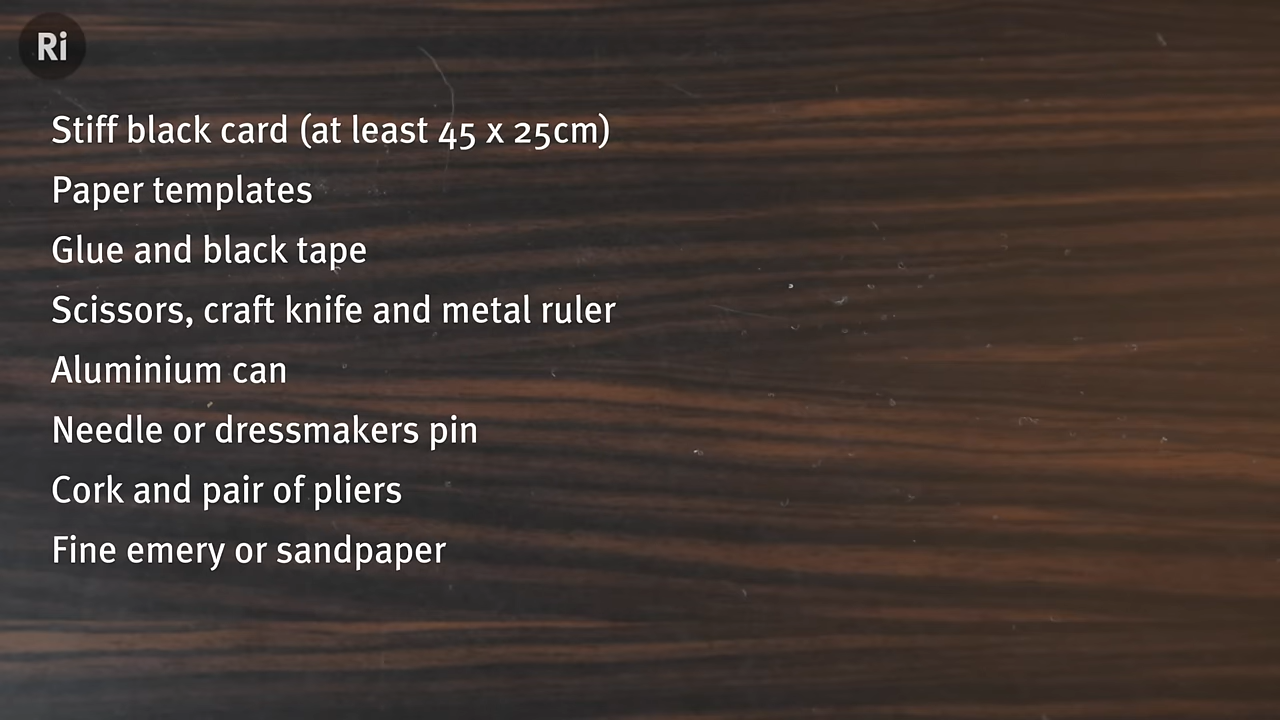 Ri
Stiff black card (at least 45 x 25cm)
Paper templates
Glue and black tape
Scissors, craft knife and metal ruler
Aluminium can
Needle or dressmakers pin
Cork and pair of pliers
Fine emery or sandpaper